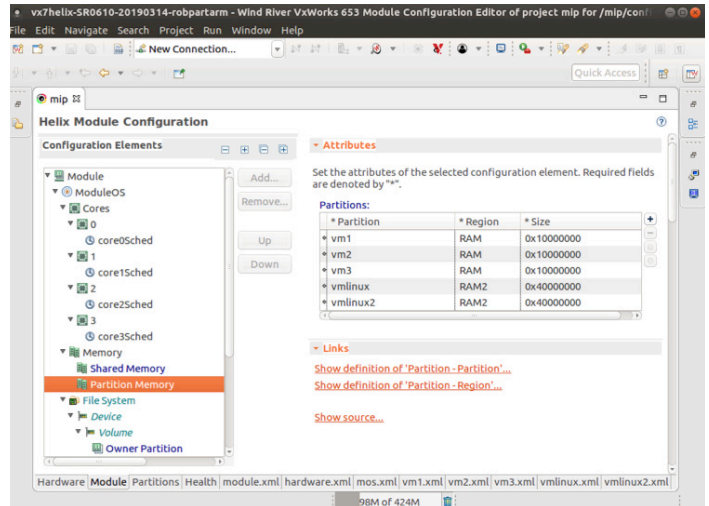 vx7helix-SR0610-20190314-robpartarm - Wind River VxWorks 653 Module Configuration Editor of project mip for /mip/conf
File Edit Navigate Search Project Run Window Help
New Connection...
Quick Access
mip
Helix Module Configuration
Configuration Elements
Module
ModuleOS
Cores
0
core0Sched
1
core1Sched
2
core2Sched
3
core3Sched
Memory
Shared Memory
Partition Memory
File System
Device
Volume
Owner Partition
Add...
Remove...
Up
Down
Attributes
Set the attributes of the selected configuration element. Required fields
are denoted by "*".
Partitions:
* Partition * Region * Size
vm1 RAM 0x10000000
vm2 RAM 0x10000000
vm3 RAM 0x10000000
vmlinux RAM2 0x40000000
vmlinux2 RAM2 0x40000000
Links
Show definition of 'Partition - Partition'...
Show definition of 'Partition - Region'...
Show source...
Hardware Module Partitions Health module.xml hardware.xml mos.xml vm1.xml vm2.xml vm3.xml vmlinux.xml vmlinux2.xml
98M of 424M